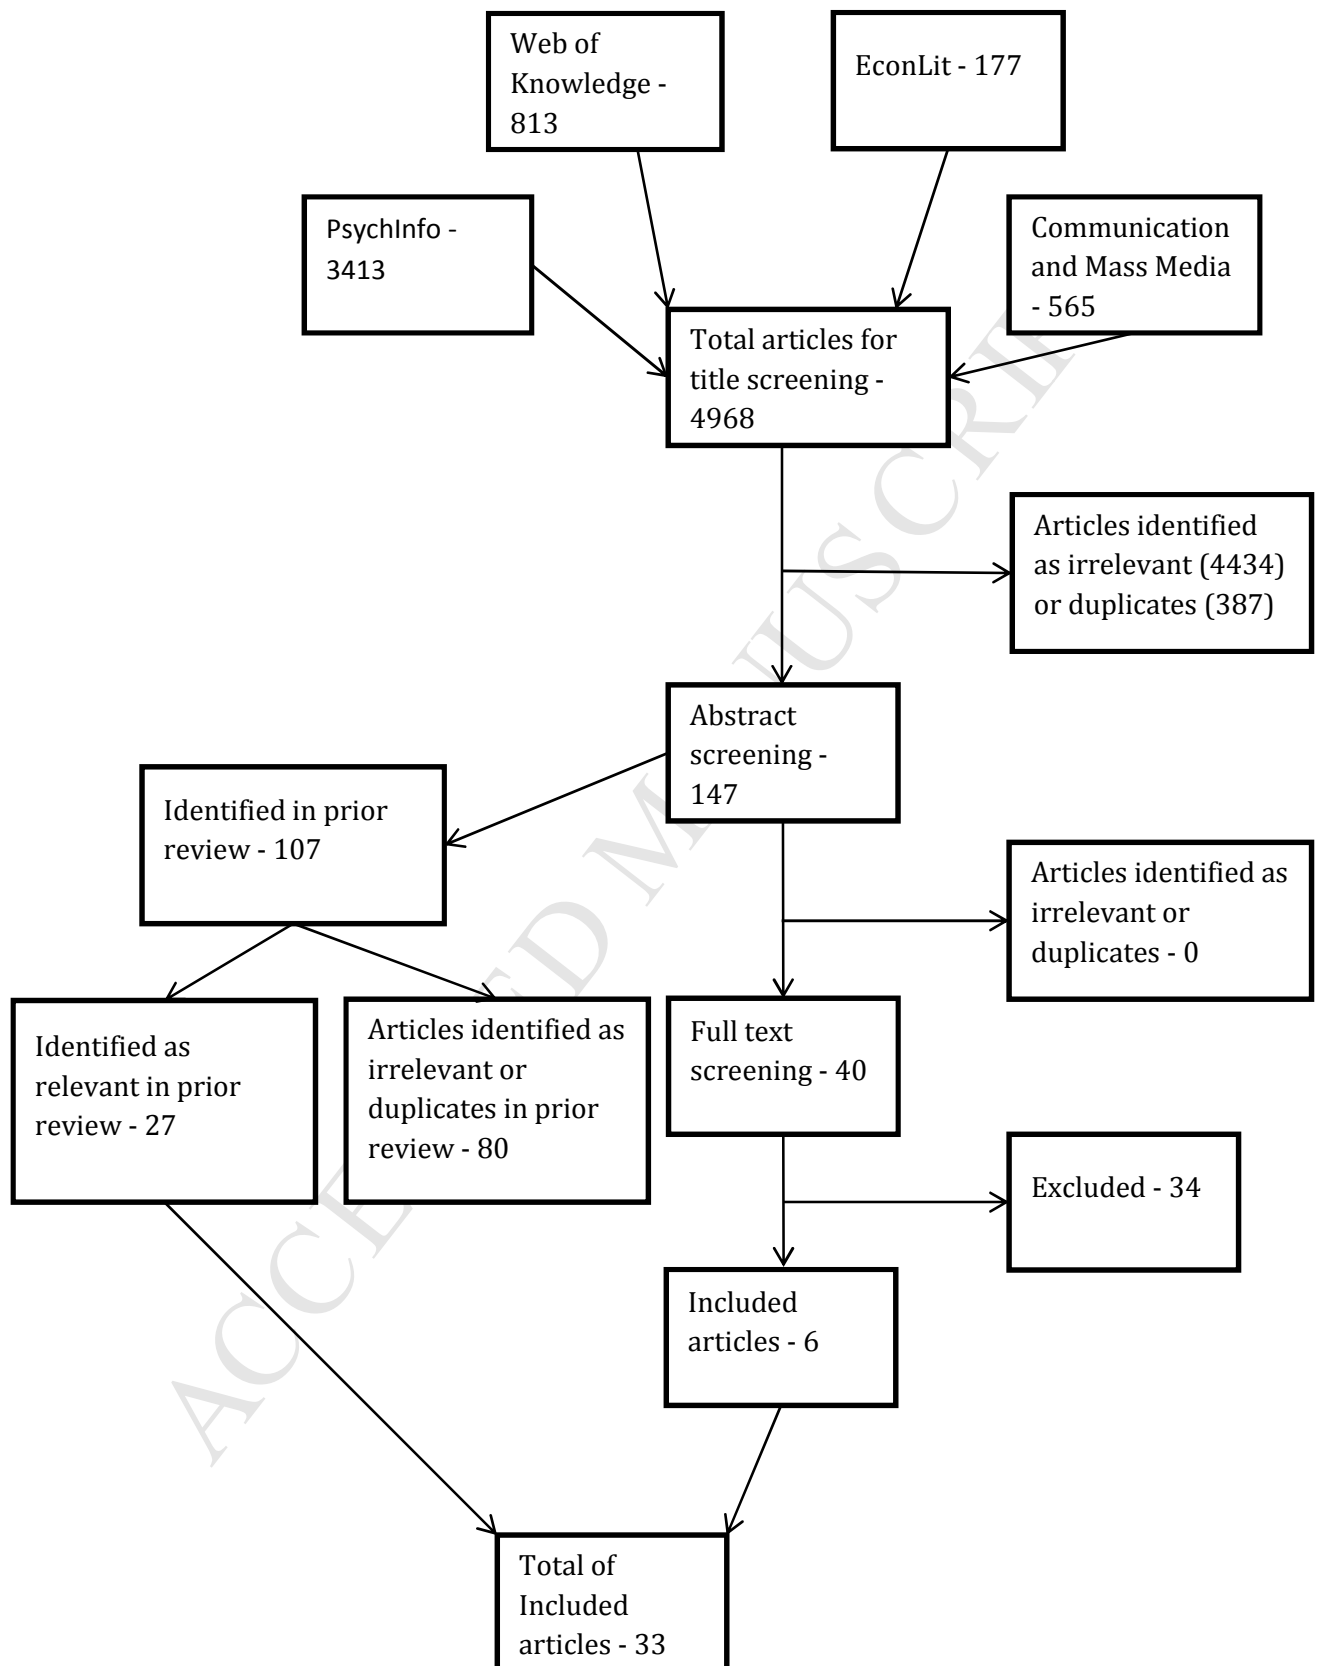 Web of
Knowledge -
813
EconLit - 177
PsychInfo -
3413
Communication
and Mass Media
- 565
Total articles for
title screening -
4968
Articles identified
as irrelevant (4434)
or duplicates (387)
Abstract
screening -
147
Identified in prior
review - 107
Articles identified as
irrelevant or
duplicates - 0
Identified as
relevant in prior
review - 27
Articles identified as
irrelevant or
duplicates in prior
review - 80
Full text
screening - 40
Excluded - 34
Included
articles - 6
Total of
Included
articles - 33